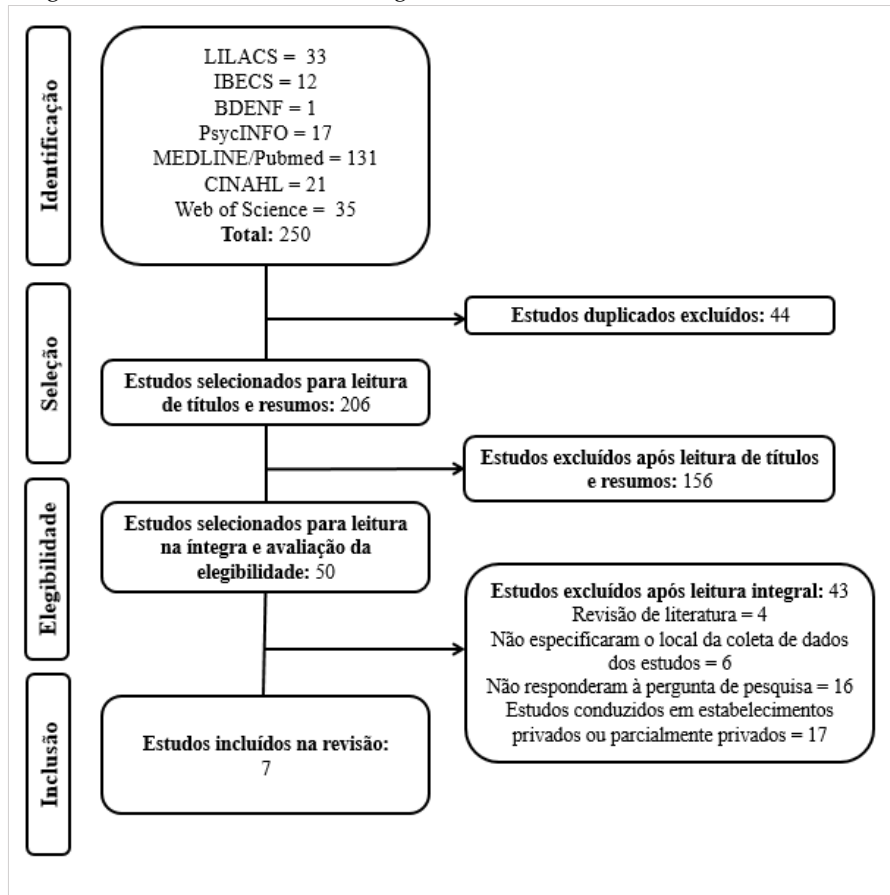 Identificação
LILACS = 33
IBECS = 12
BDENF = 1
PsycINFO = 17
MEDLINE/Pubmed = 131
CINAHL = 21
Web of Science = 35
Total: 250
Seleção
Estudos duplicados excluídos: 44
Estudos selecionados para leitura
de títulos e resumos: 206
Estudos excluídos após leitura de títulos
e resumos: 156
Elegibilidade
Estudos selecionados para leitura
na íntegra e avaliação da
elegibilidade: 50
Estudos excluídos após leitura integral: 43
Revisão de literatura = 4
Não especificaram o local da coleta de dados
dos estudos = 6
Não responderam à pergunta de pesquisa = 16
Estudos conduzidos em estabelecimentos
privados ou parcialmente privados = 17
Inclusão
Estudos incluídos na revisão:
7